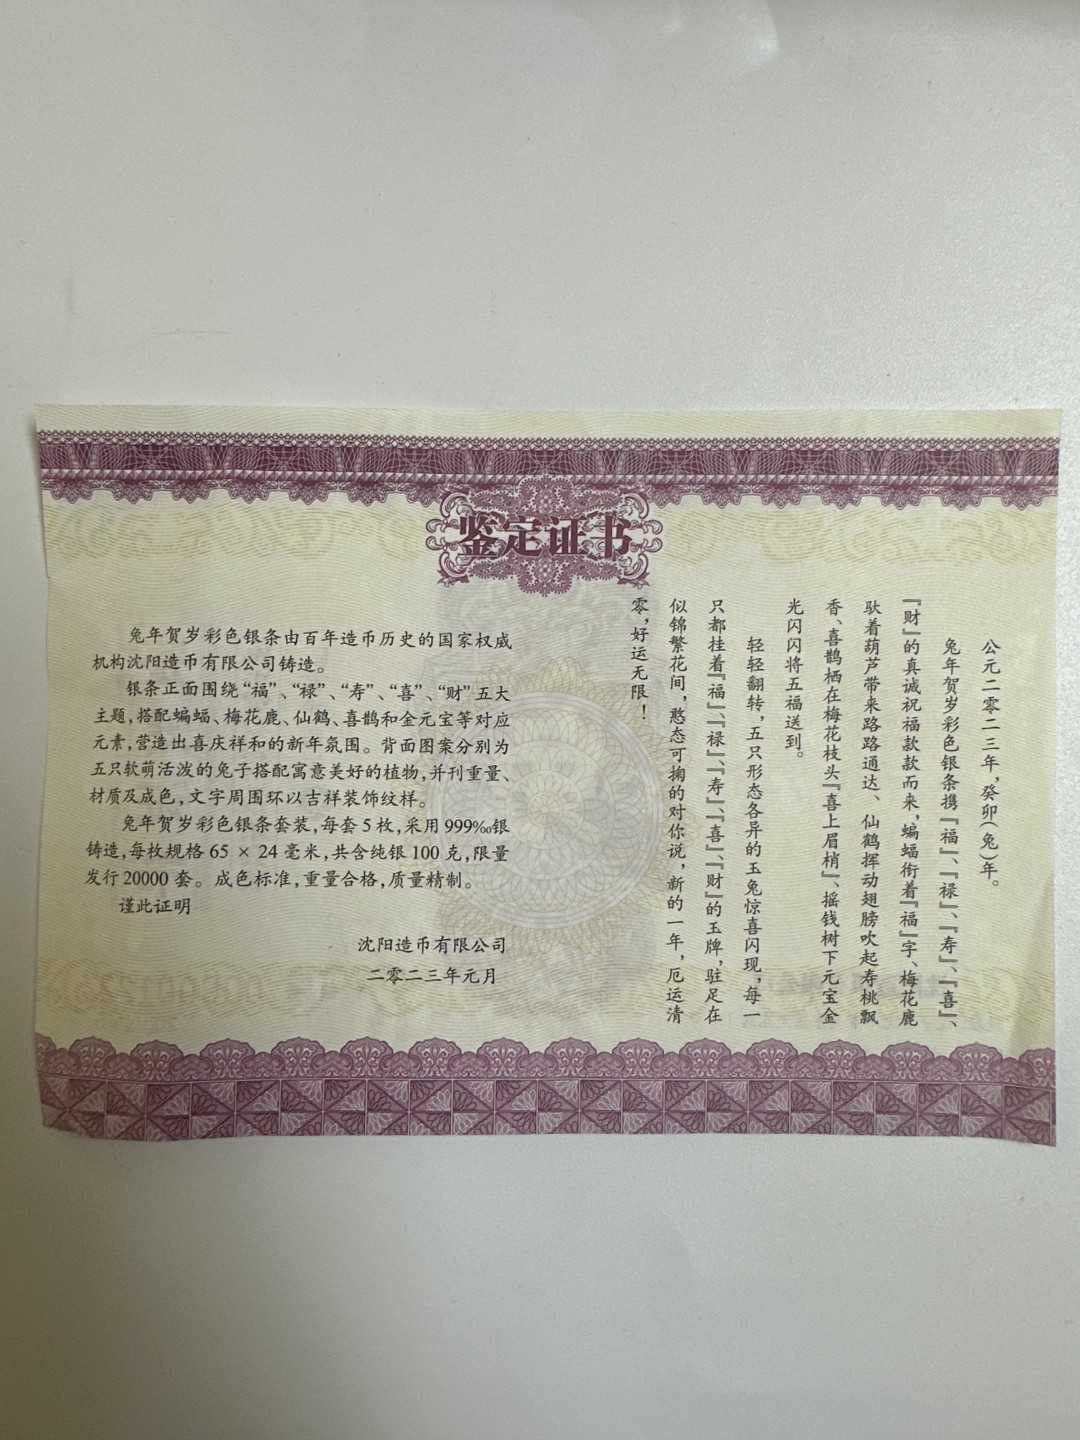 鉴定证书
公元二零二三年，癸卯（兔）年。
兔年贺岁彩色银条携『福』、『禄』、『寿』、『喜』、
『财』的真诚祝福款款而来，蝙蝠衔着『福』字、梅花鹿
驮着葫芦带来路路通达、仙鹤挥动翅膀吹起寿桃飘
香、喜鹊栖在梅花枝头『喜上眉梢』、摇钱树下元宝金
光闪闪将五福送到。
轻轻翻转，五只形态各异的玉兔惊喜闪现，每一
只都挂着『福』、『禄』、『寿』、『喜』、『财』的玉牌，驻足在
似锦繁花间，憨态可掬的对你说，新的一年，厄运清
零，好运无限！
兔年贺岁彩色银条由百年造币历史的国家权威
机构沈阳造币有限公司铸造。
银条正面围绕“福”、“禄”、“寿”、“喜”、“财”五大
主题，搭配蝙蝠、梅花鹿、仙鹤、喜鹊和金元宝等对应
元素，营造出喜庆祥和的新年氛围。背面图案分别为
五只软萌活泼的兔子搭配寓意美好的植物，并刊重量、
材质及成色，文字周围环以吉祥装饰纹样。
兔年贺岁彩色银条套装，每套5枚，采用999‰银
铸造，每枚规格65 × 24毫米，共含纯银100克，限量
发行20000套。成色标准，重量合格，质量精制。
谨此证明
沈阳造币有限公司
二零二三年元月